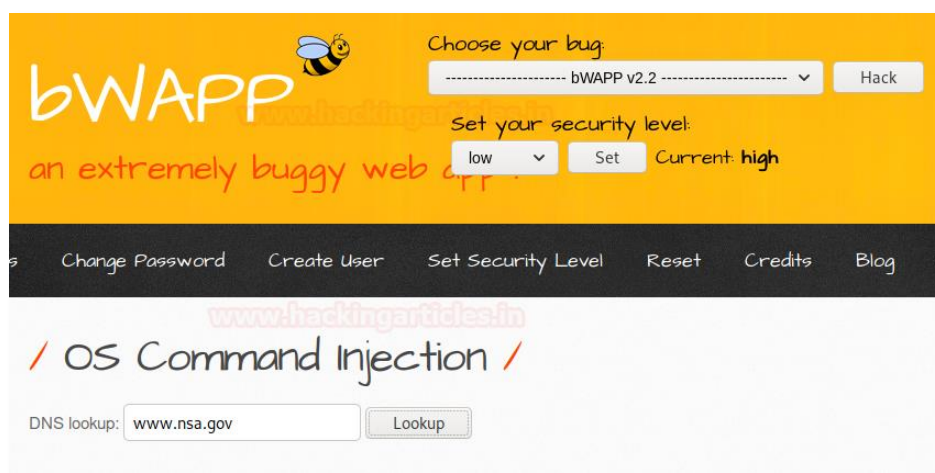 bWAPP
an extremely buggy web app !
Choose your bug:
---------------------- bWAPP v2.2 ----------------------- Hack
Set your security level:
low Set Current: high
s Change Password Create User Set Security Level Reset Credits Blog
www.hackingarticles.in
www.hackingarticles.in
/ OS Command Injection /
DNS lookup: www.nsa.gov Lookup